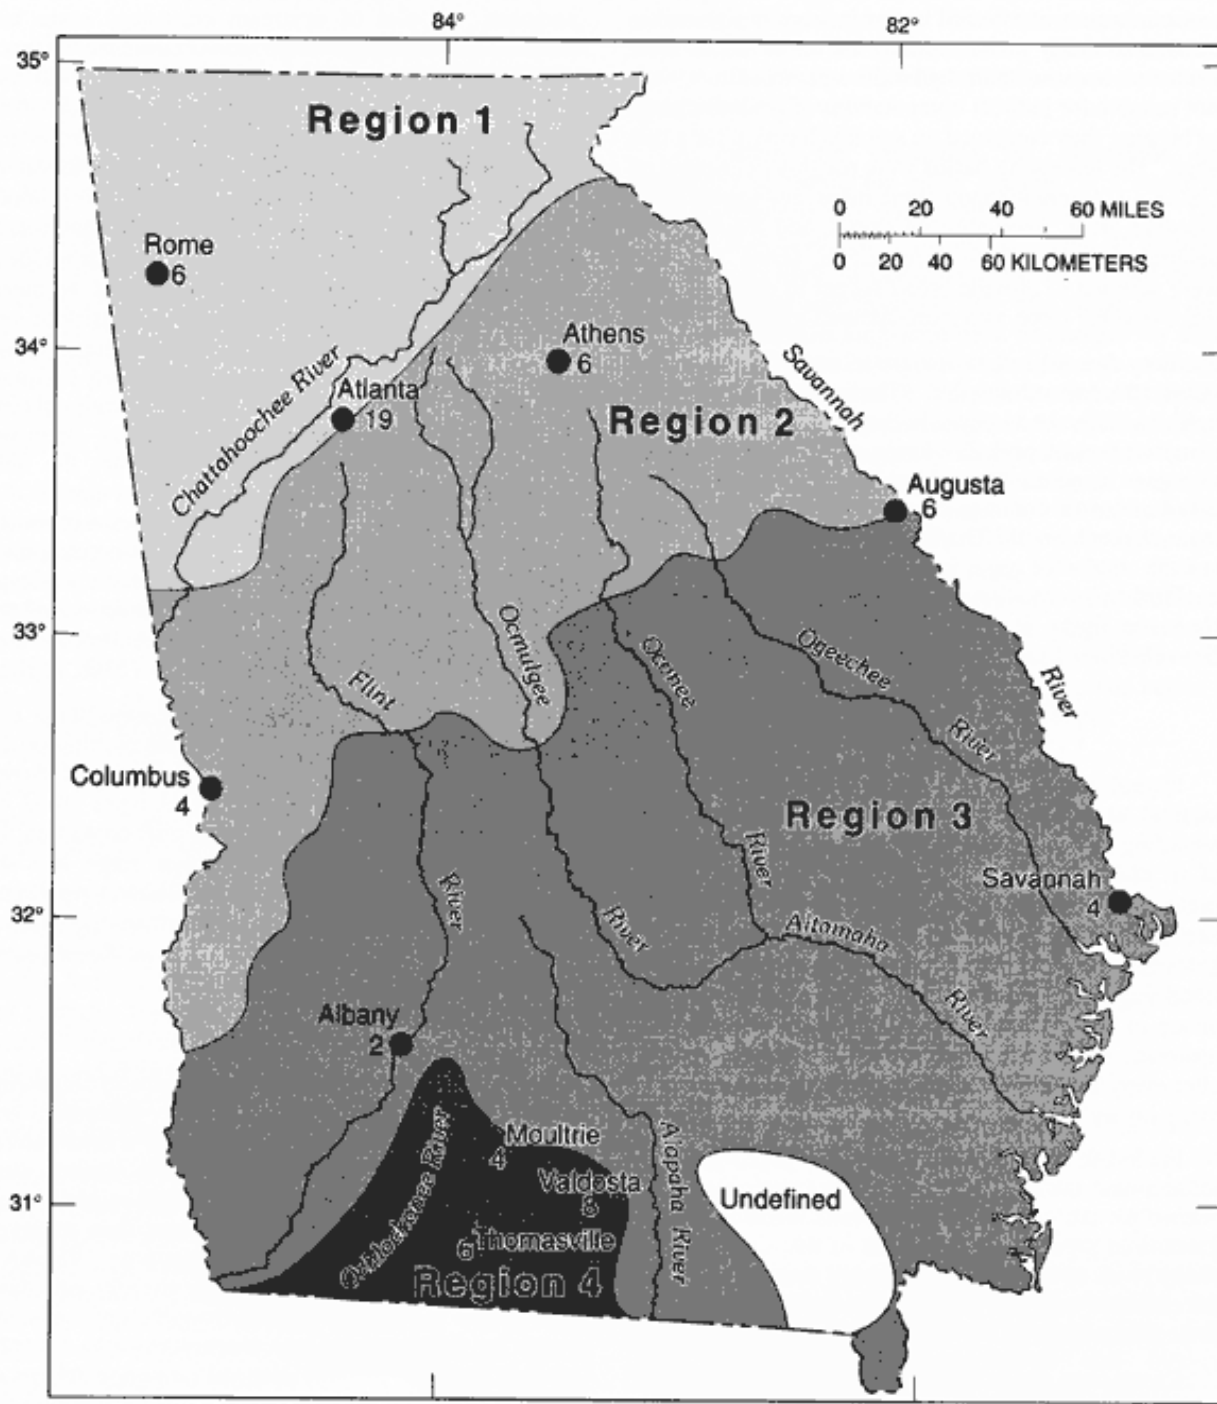 84°
82°
35°
Region 1
0 20 40 60 MILES
0 20 40 60 KILOMETERS
Rome
6
34°
Athens
6
Savannah
Chattahoochee River
Atlanta
19
Region 2
Augusta
6
33°
Ocmulgee
Oconee
Ogeechee
River
Flint
River
Columbus
4
Region 3
River
River
Savannah
4
32°
River
Altamaha
River
Albany
2
Moultrie
4
Ochlockonee River
Alapaha River
Valdosta
8
31°
Undefined
6
Thomasville
Region 4